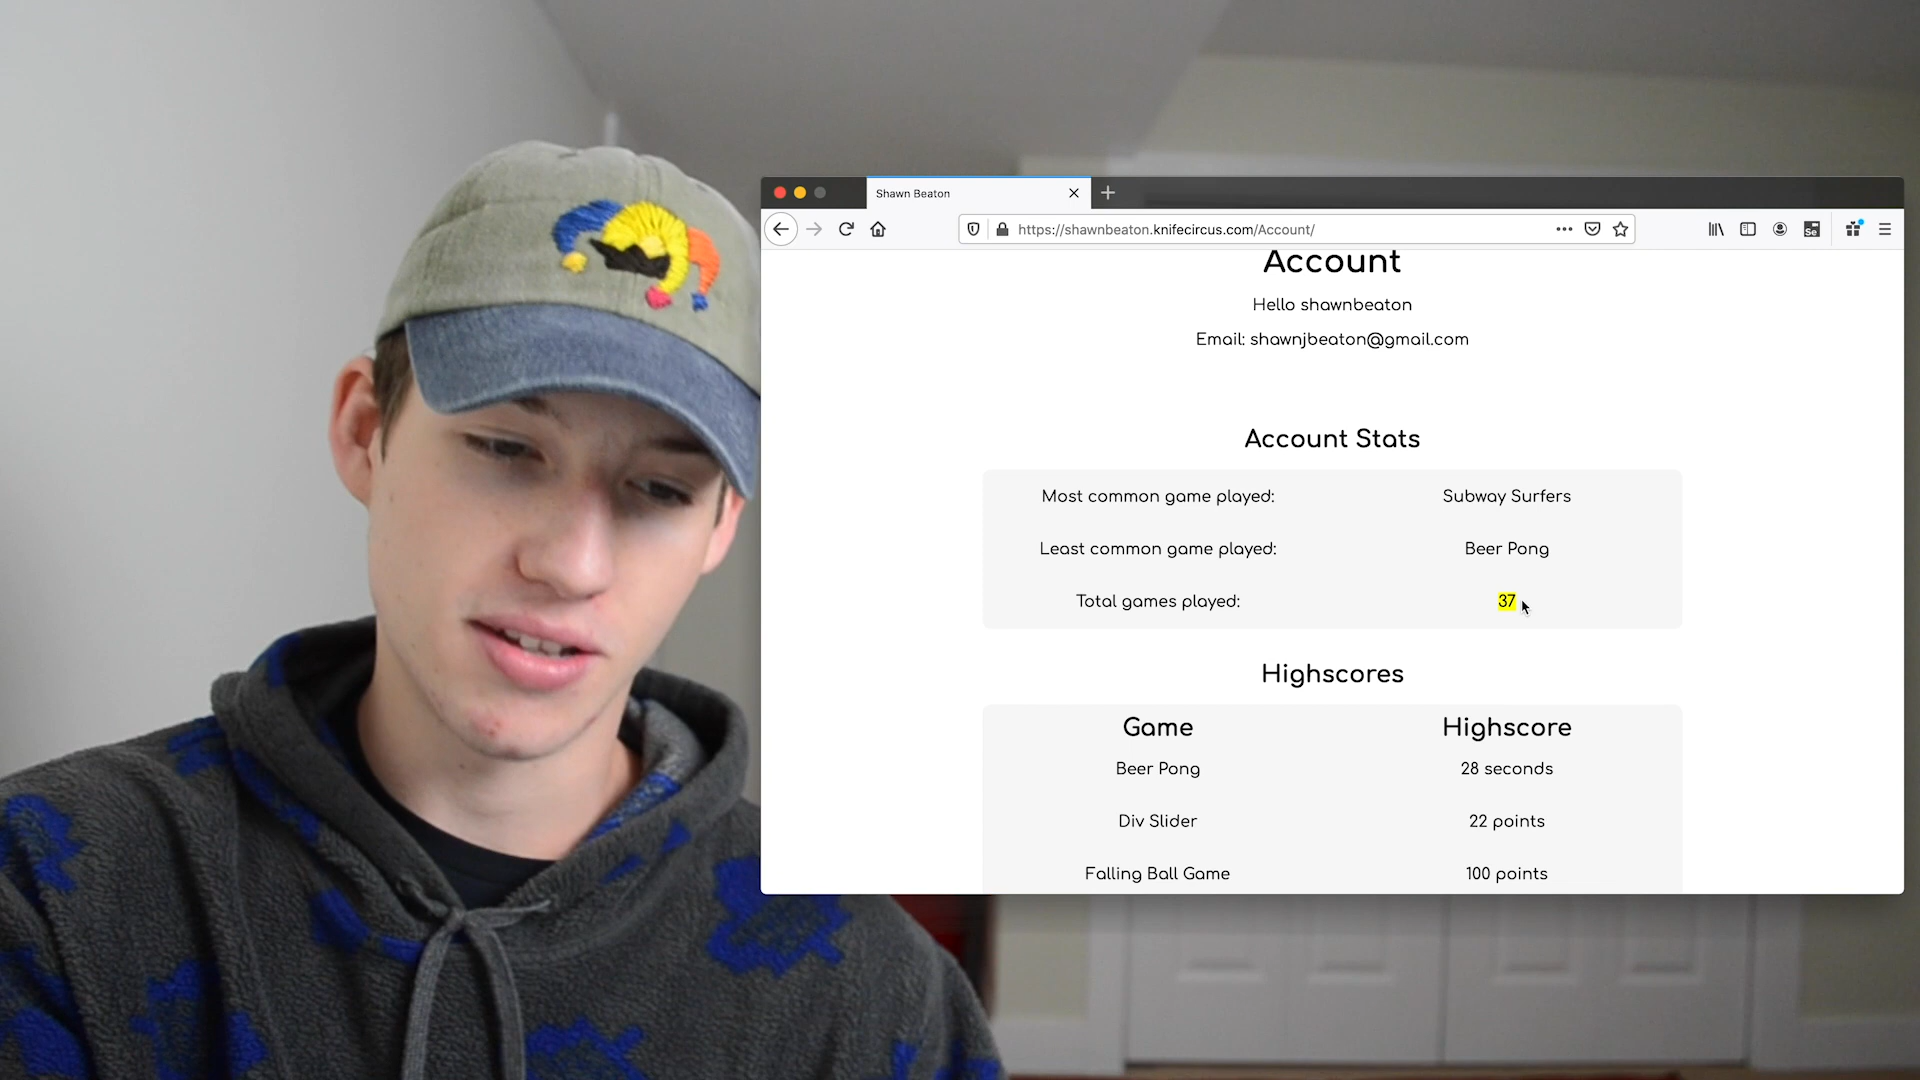 Shawn Beaton
https://shawnbeaton.knifecircus.com/Account/
Se
Account
Hello shawnbeaton
Email: shawnjbeaton@gmail.com
Account Stats
Most common game played: Subway Surfers
Least common game played: Beer Pong
Total games played: 37
Highscores
Game Highscore
Beer Pong 28 seconds
Div Slider 22 points
Falling Ball Game 100 points